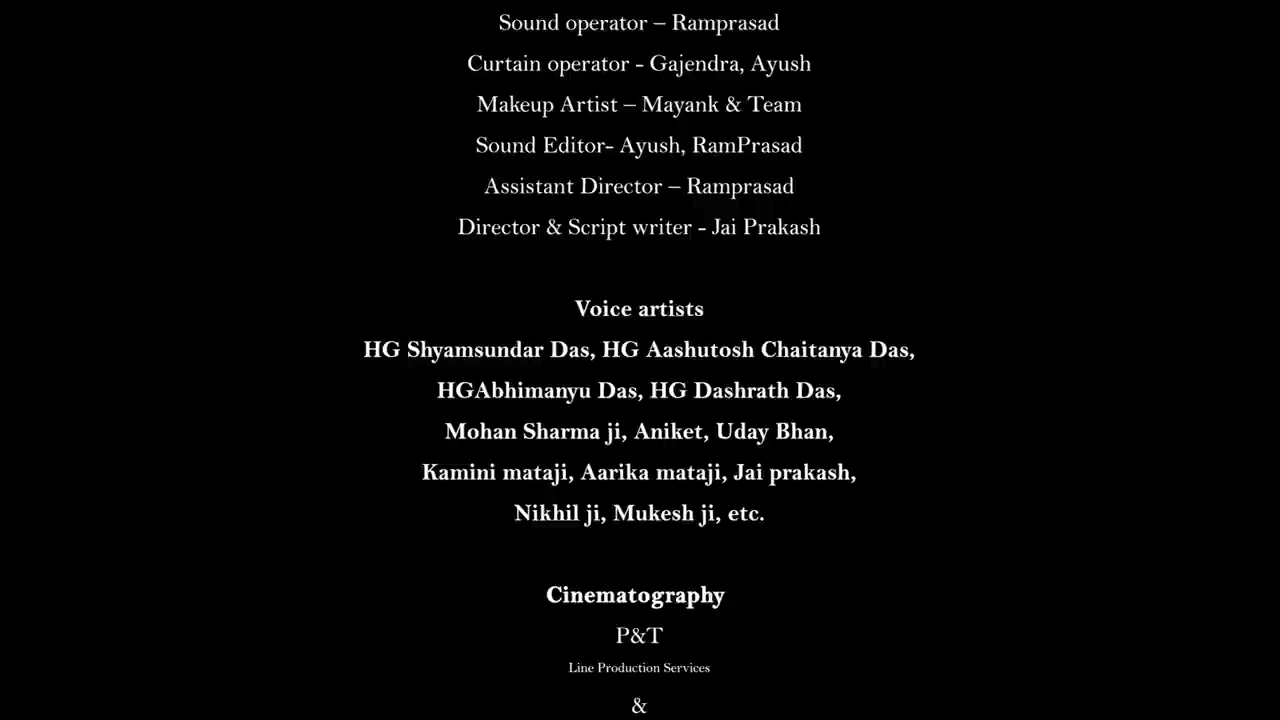 Sound operator – Ramprasad
Curtain operator - Gajendra, Ayush
Makeup Artist – Mayank & Team
Sound Editor- Ayush, RamPrasad
Assistant Director – Ramprasad
Director & Script writer - Jai Prakash
Voice artists
HG Shyamsundar Das, HG Aashutosh Chaitanya Das,
HGAbhimanyu Das, HG Dashrath Das,
Mohan Sharma ji, Aniket, Uday Bhan,
Kamini mataji, Aarika mataji, Jai prakash,
Nikhil ji, Mukesh ji, etc.
Cinematography
P&T
Line Production Services
&